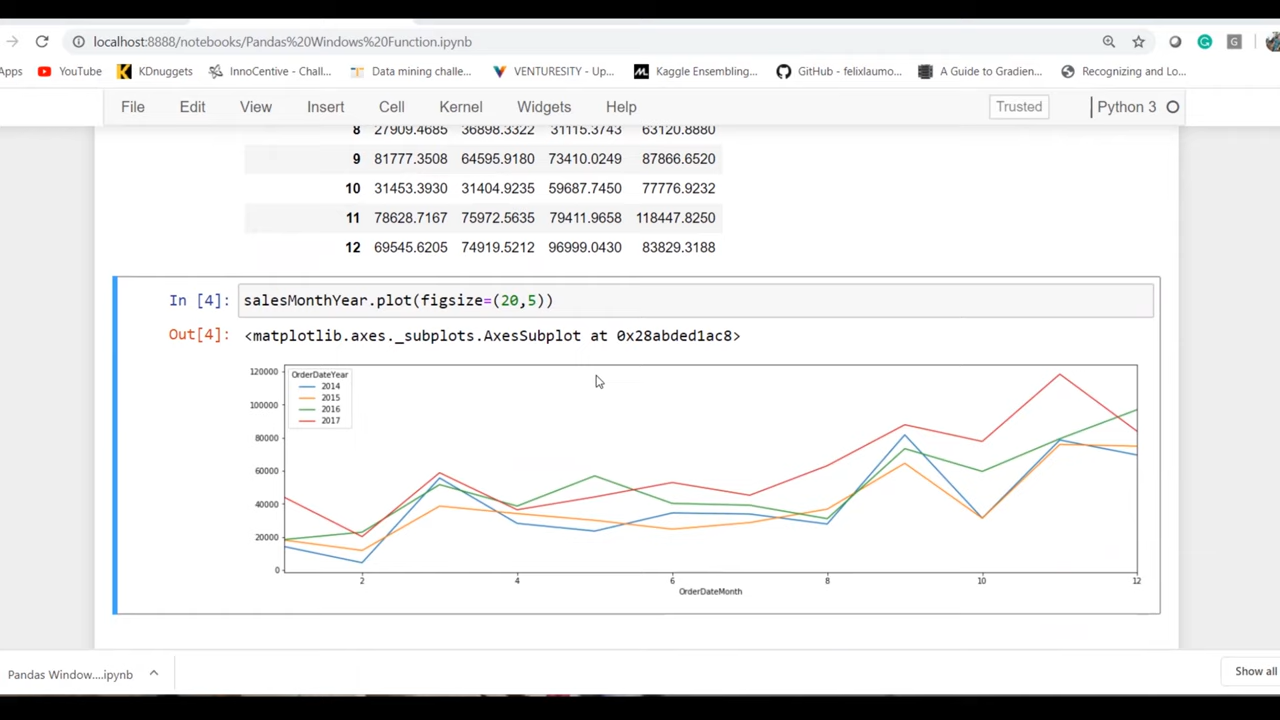 localhost:8888/notebooks/Pandas%20Windows%20Function.ipynb
Apps YouTube KDnuggets InnoCentive - Chall... Data mining challe... VENTURESITY - Up... Kaggle Ensembling... GitHub - felixlaumo... A Guide to Gradien... Recognizing and Lo...
File Edit View Insert Cell Kernel Widgets Help Trusted Python 3
8 27909.4685 36898.3322 31115.3743 63120.8880
9 81777.3508 64595.9180 73410.0249 87866.6520
10 31453.3930 31404.9235 59687.7450 77776.9232
11 78628.7167 75972.5635 79411.9658 118447.8250
12 69545.6205 74919.5212 96999.0430 83829.3188
In [4]: salesMonthYear.plot(figsize=(20,5))
Out[4]: <matplotlib.axes._subplots.AxesSubplot at 0x28abded1ac8>
OrderDateYear
2014
2015
2016
2017
120000
100000
80000
60000
40000
20000
0
2 4 6 8 10 12
OrderDateMonth
Pandas Window....ipynb Show all